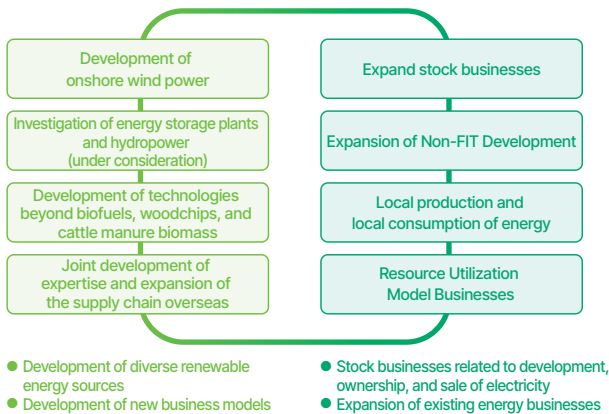 Development of
onshore wind power
Investigation of energy storage plants
and hydropower
(under consideration)
Development of technologies
beyond biofuels, woodchips, and
cattle manure biomass
Joint development of
expertise and expansion of
the supply chain overseas
Expand stock businesses
Expansion of Non-FIT Development
Local production and
local consumption of energy
Resource Utilization
Model Businesses
● Development of diverse renewable
energy sources
● Development of new business models
● Stock businesses related to development,
ownership, and sale of electricity
● Expansion of existing energy businesses